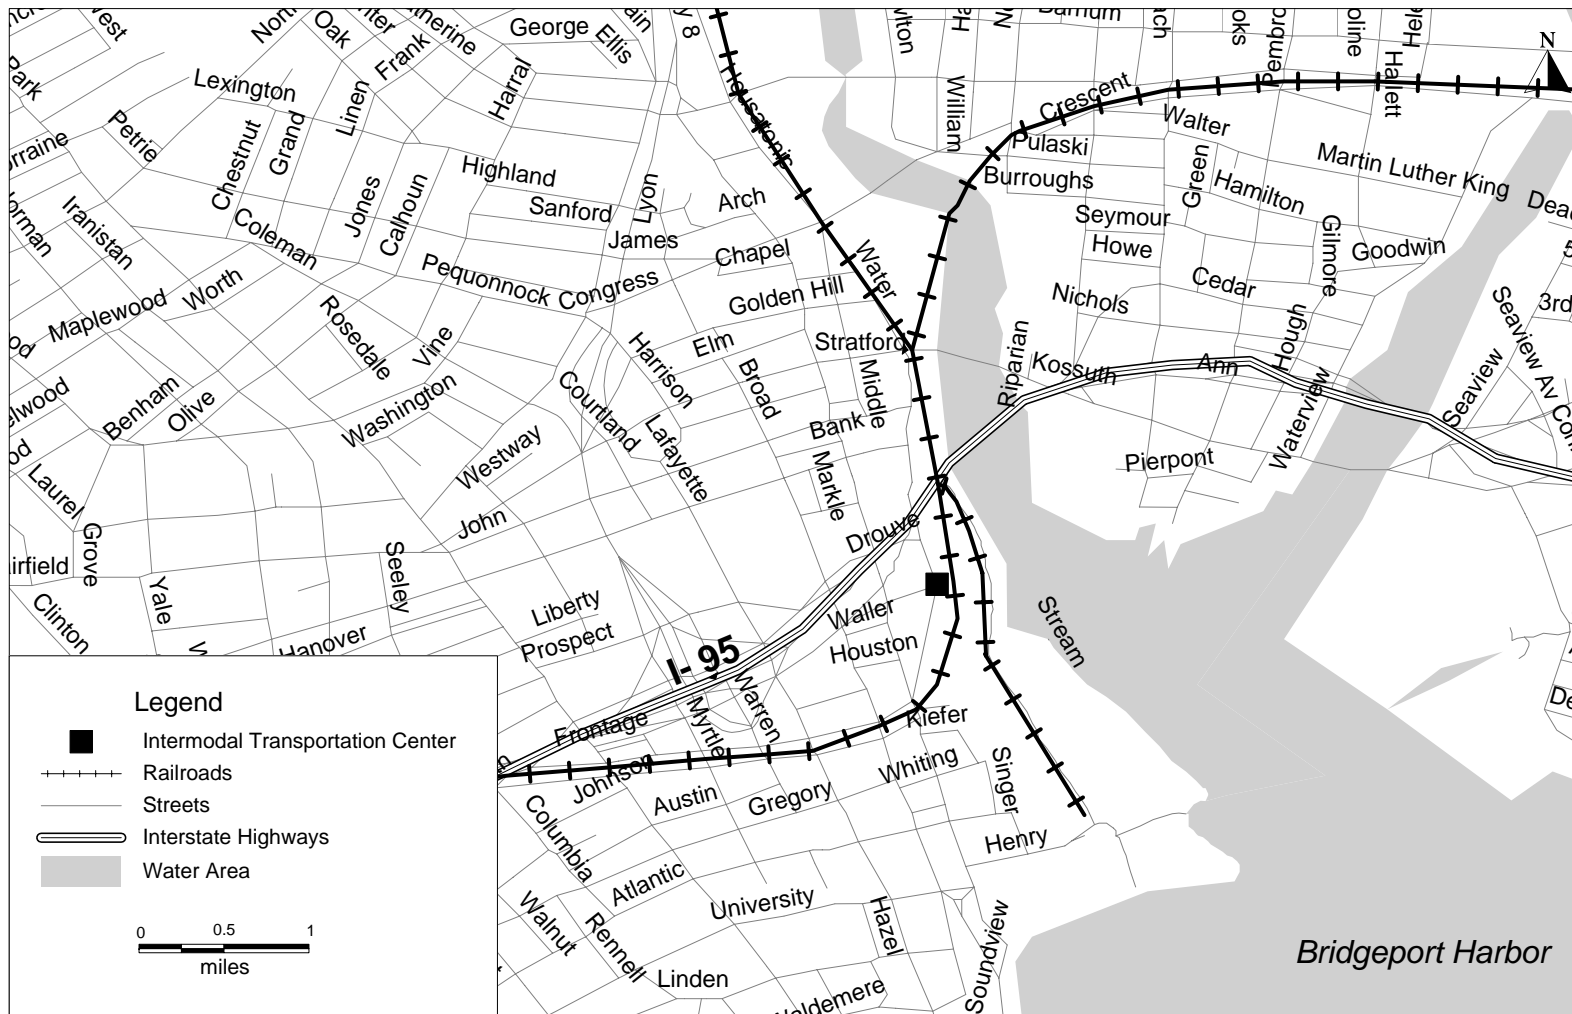 West
North
Oak
Frank
George
Ellis
8
Barnum
N
Park
Lexington
Linen
Harral
Housatonic
William
Crescent
Hallett
Petrie
Chestnut
Grand
Pulaski
Walter
Martin Luther King
Highland
Burroughs
Green
Hamilton
Iranistan
Coleman
Jones
Calhoun
Sanford
Lyon
Arch
Seymour
James
Howe
Gilmore
Goodwin
Chapel
Water
Pequonnock
Congress
Golden Hill
Cedar
Nichols
Hough
3rd
Maplewood
Worth
Rosedale
Vine
Harrison
Elm
Stratford
Riparian
Kossuth
Ann
Seaview
Seaview Av Con
Broad
Middle
Benham
Olive
Washington
Courtland
Lafayette
Bank
Waterview
Westway
Markle
Pierpont
Laurel
John
Drouve
Grove
Seeley
Yale
Clinton
Liberty
Prospect
Waller
Houston
Stream
Hanover
I- 95
Warren
Myrtle
Frontage
Kiefer
Legend
Intermodal Transportation Center
Railroads
Streets
Interstate Highways
Water Area
0 0.5 1
miles
Johnson
Austin
Gregory
Whiting
Singer
Columbia
Henry
Atlantic
University
Walnut
Rennell
Hazel
Soundview
Linden
Bridgeport Harbor